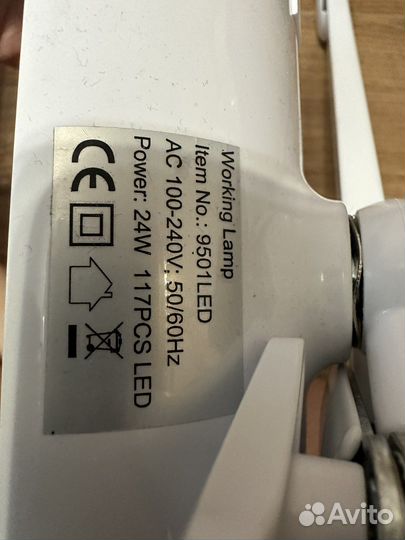 Working Lamp
Item No.: 9501LED
AC 100-240V; 50/60Hz
Power: 24W 117PCS LED
CE
Avito